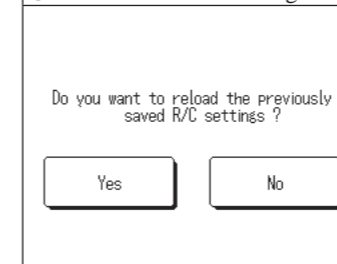 Do you want to reload the previously
saved R/C settings ?
Yes
No